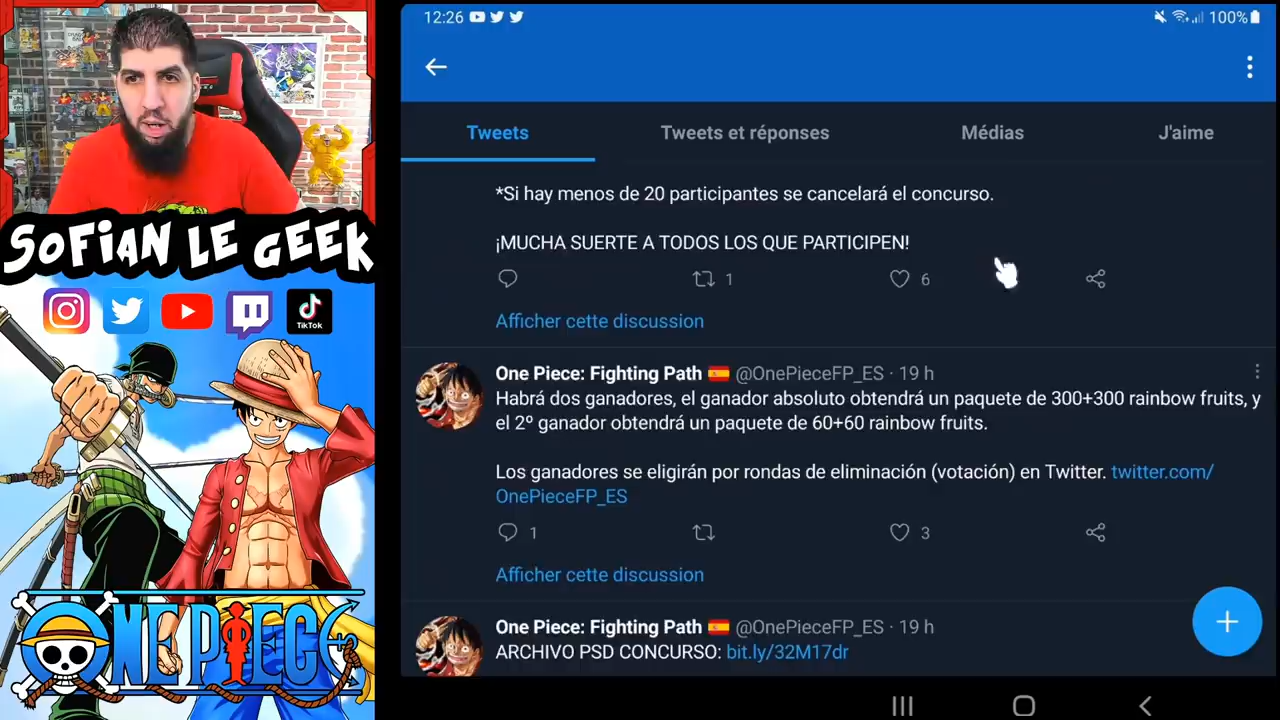 SOFIAN LE GEEK
TikTok
ONE PIECE
12:26
100%
Tweets
Tweets et réponses
Médias
J'aime
*Si hay menos de 20 participantes se cancelará el concurso.
¡MUCHA SUERTE A TODOS LOS QUE PARTICIPEN!
1
6
Afficher cette discussion
One Piece: Fighting Path 🇪🇸 @OnePieceFP_ES · 19 h
Habrá dos ganadores, el ganador absoluto obtendrá un paquete de 300+300 rainbow fruits, y
el 2º ganador obtendrá un paquete de 60+60 rainbow fruits.
Los ganadores se eligirán por rondas de eliminación (votación) en Twitter. twitter.com/
OnePieceFP_ES
1
3
Afficher cette discussion
One Piece: Fighting Path 🇪🇸 @OnePieceFP_ES · 19 h
ARCHIVO PSD CONCURSO: bit.ly/32M17dr